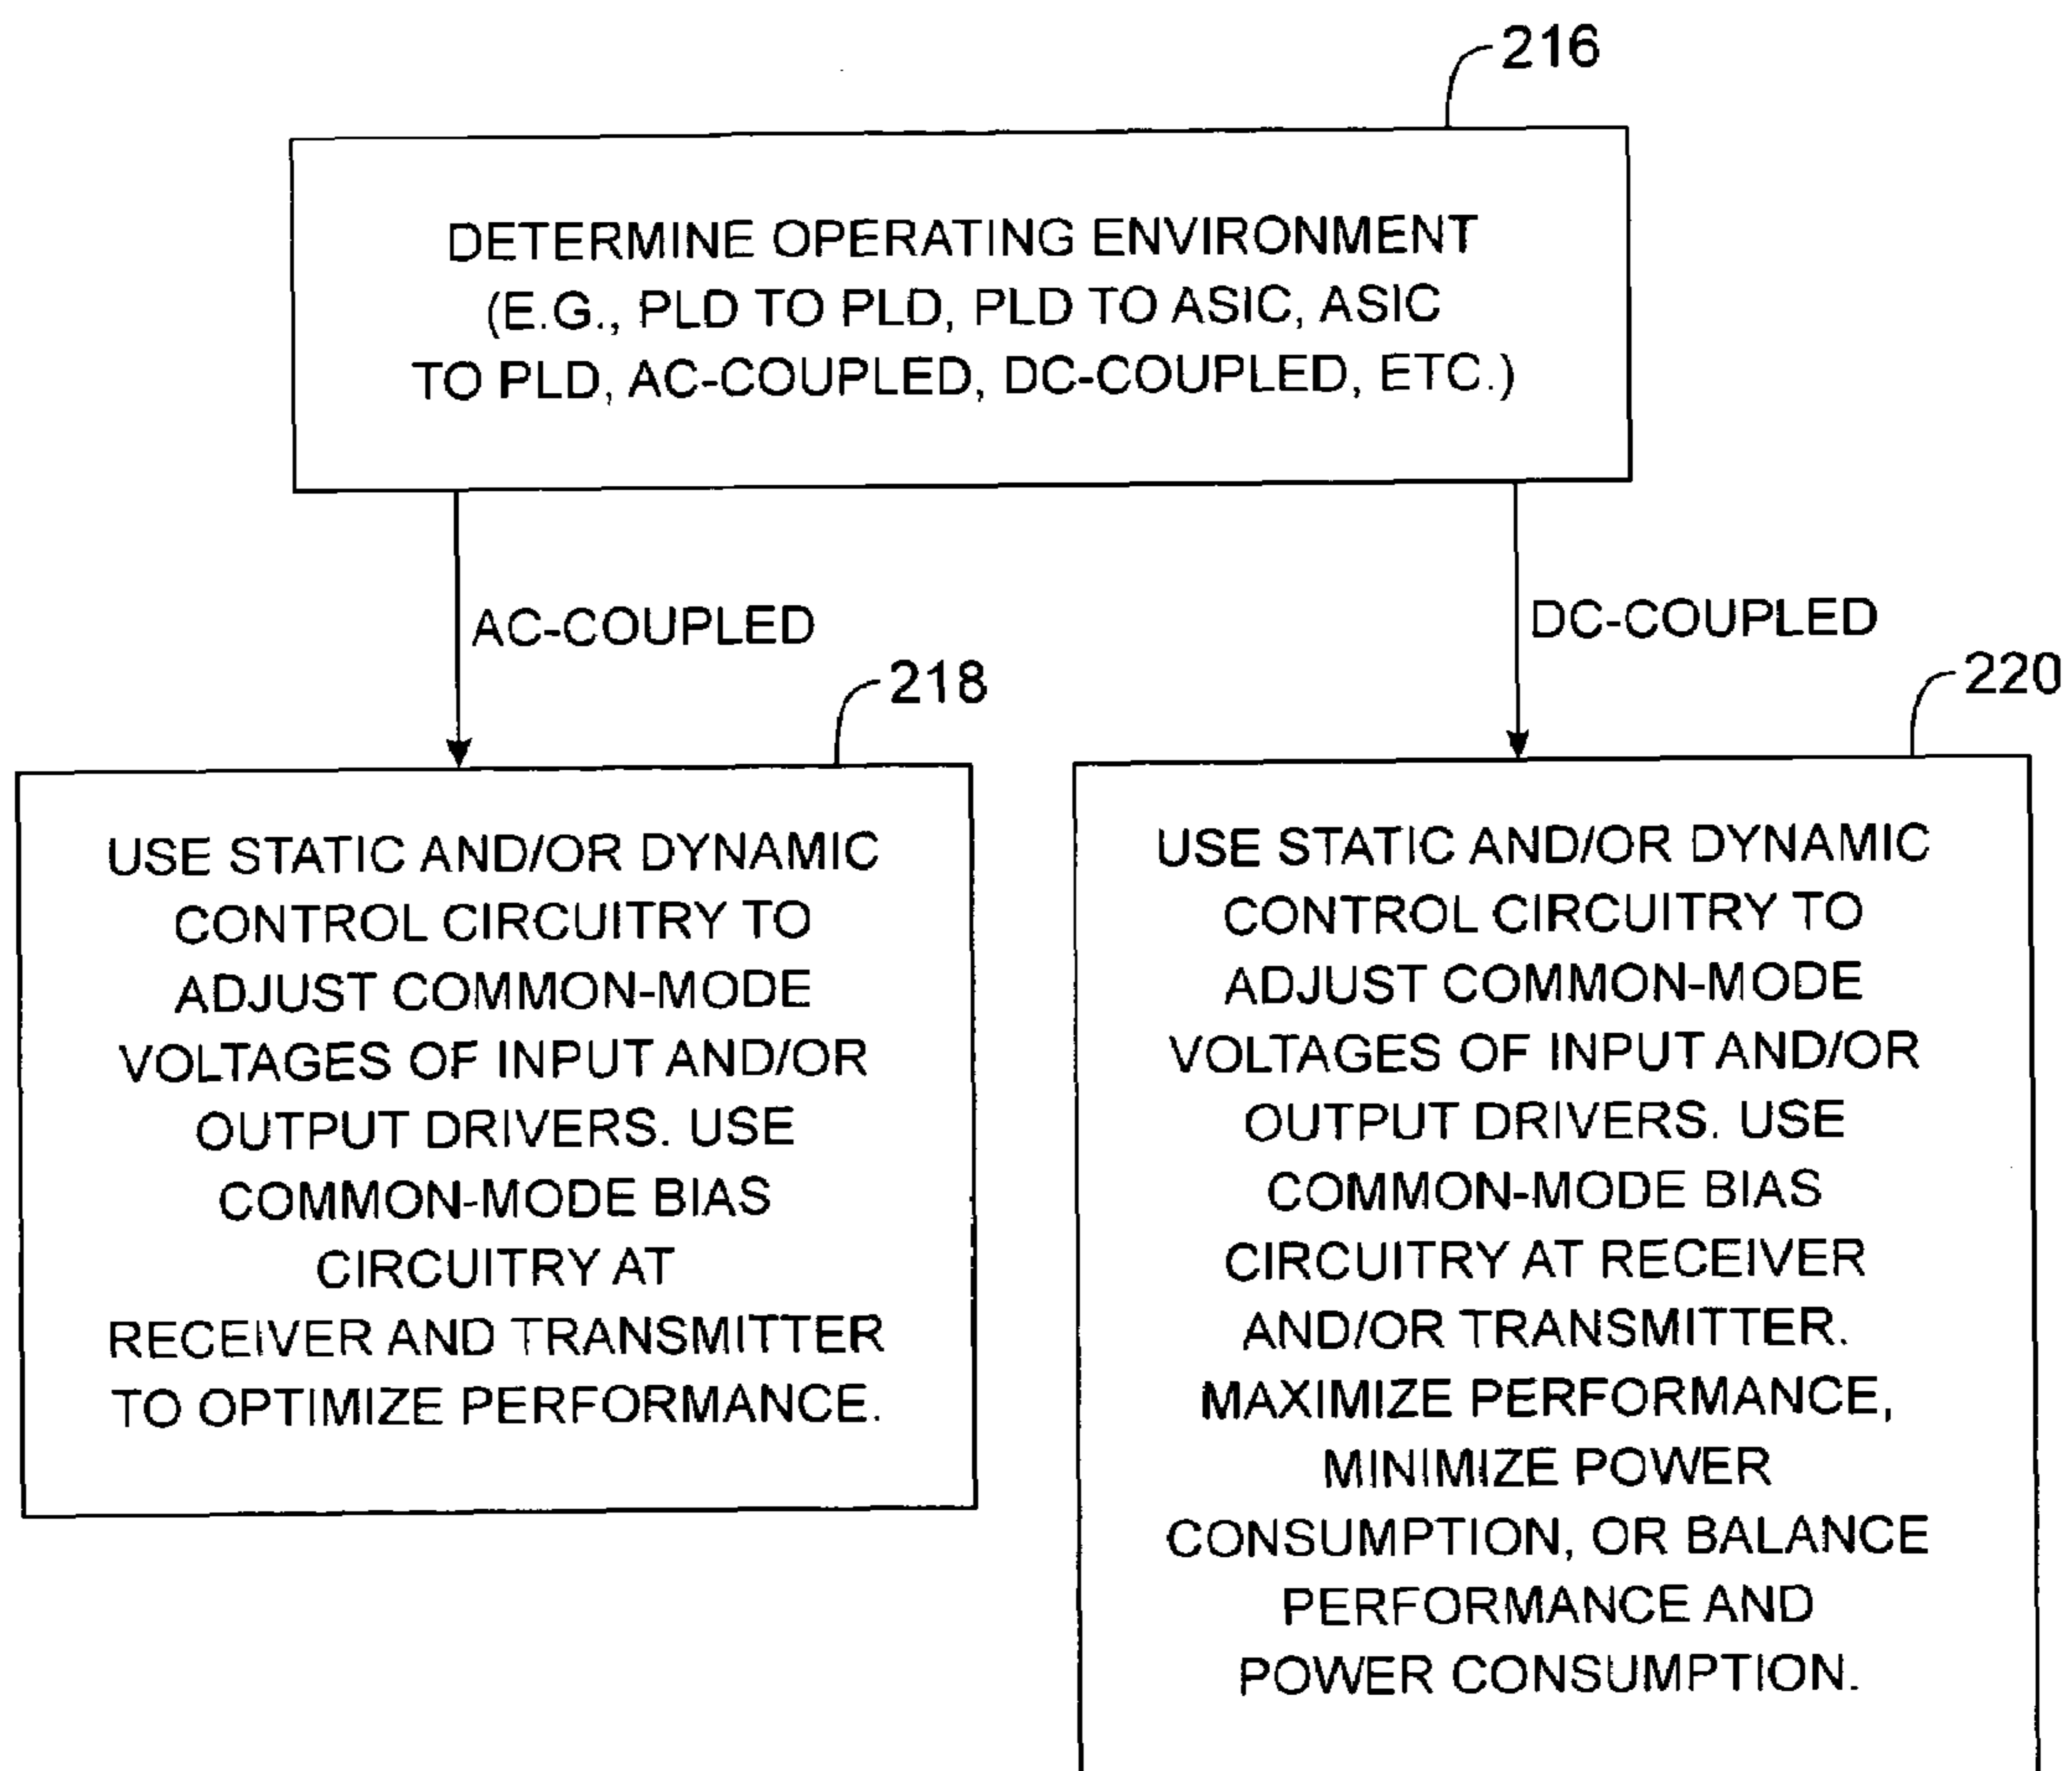 216
DETERMINE OPERATING ENVIRONMENT
(E.G., PLD TO PLD, PLD TO ASIC, ASIC
TO PLD, AC-COUPLED, DC-COUPLED, ETC.)
AC-COUPLED
DC-COUPLED
218
USE STATIC AND/OR DYNAMIC
CONTROL CIRCUITRY TO
ADJUST COMMON-MODE
VOLTAGES OF INPUT AND/OR
OUTPUT DRIVERS. USE
COMMON-MODE BIAS
CIRCUITRY AT
RECEIVER AND TRANSMITTER
TO OPTIMIZE PERFORMANCE.
220
USE STATIC AND/OR DYNAMIC
CONTROL CIRCUITRY TO
ADJUST COMMON-MODE
VOLTAGES OF INPUT AND/OR
OUTPUT DRIVERS. USE
COMMON-MODE BIAS
CIRCUITRY AT RECEIVER
AND/OR TRANSMITTER.
MAXIMIZE PERFORMANCE,
MINIMIZE POWER
CONSUMPTION, OR BALANCE
PERFORMANCE AND
POWER CONSUMPTION.